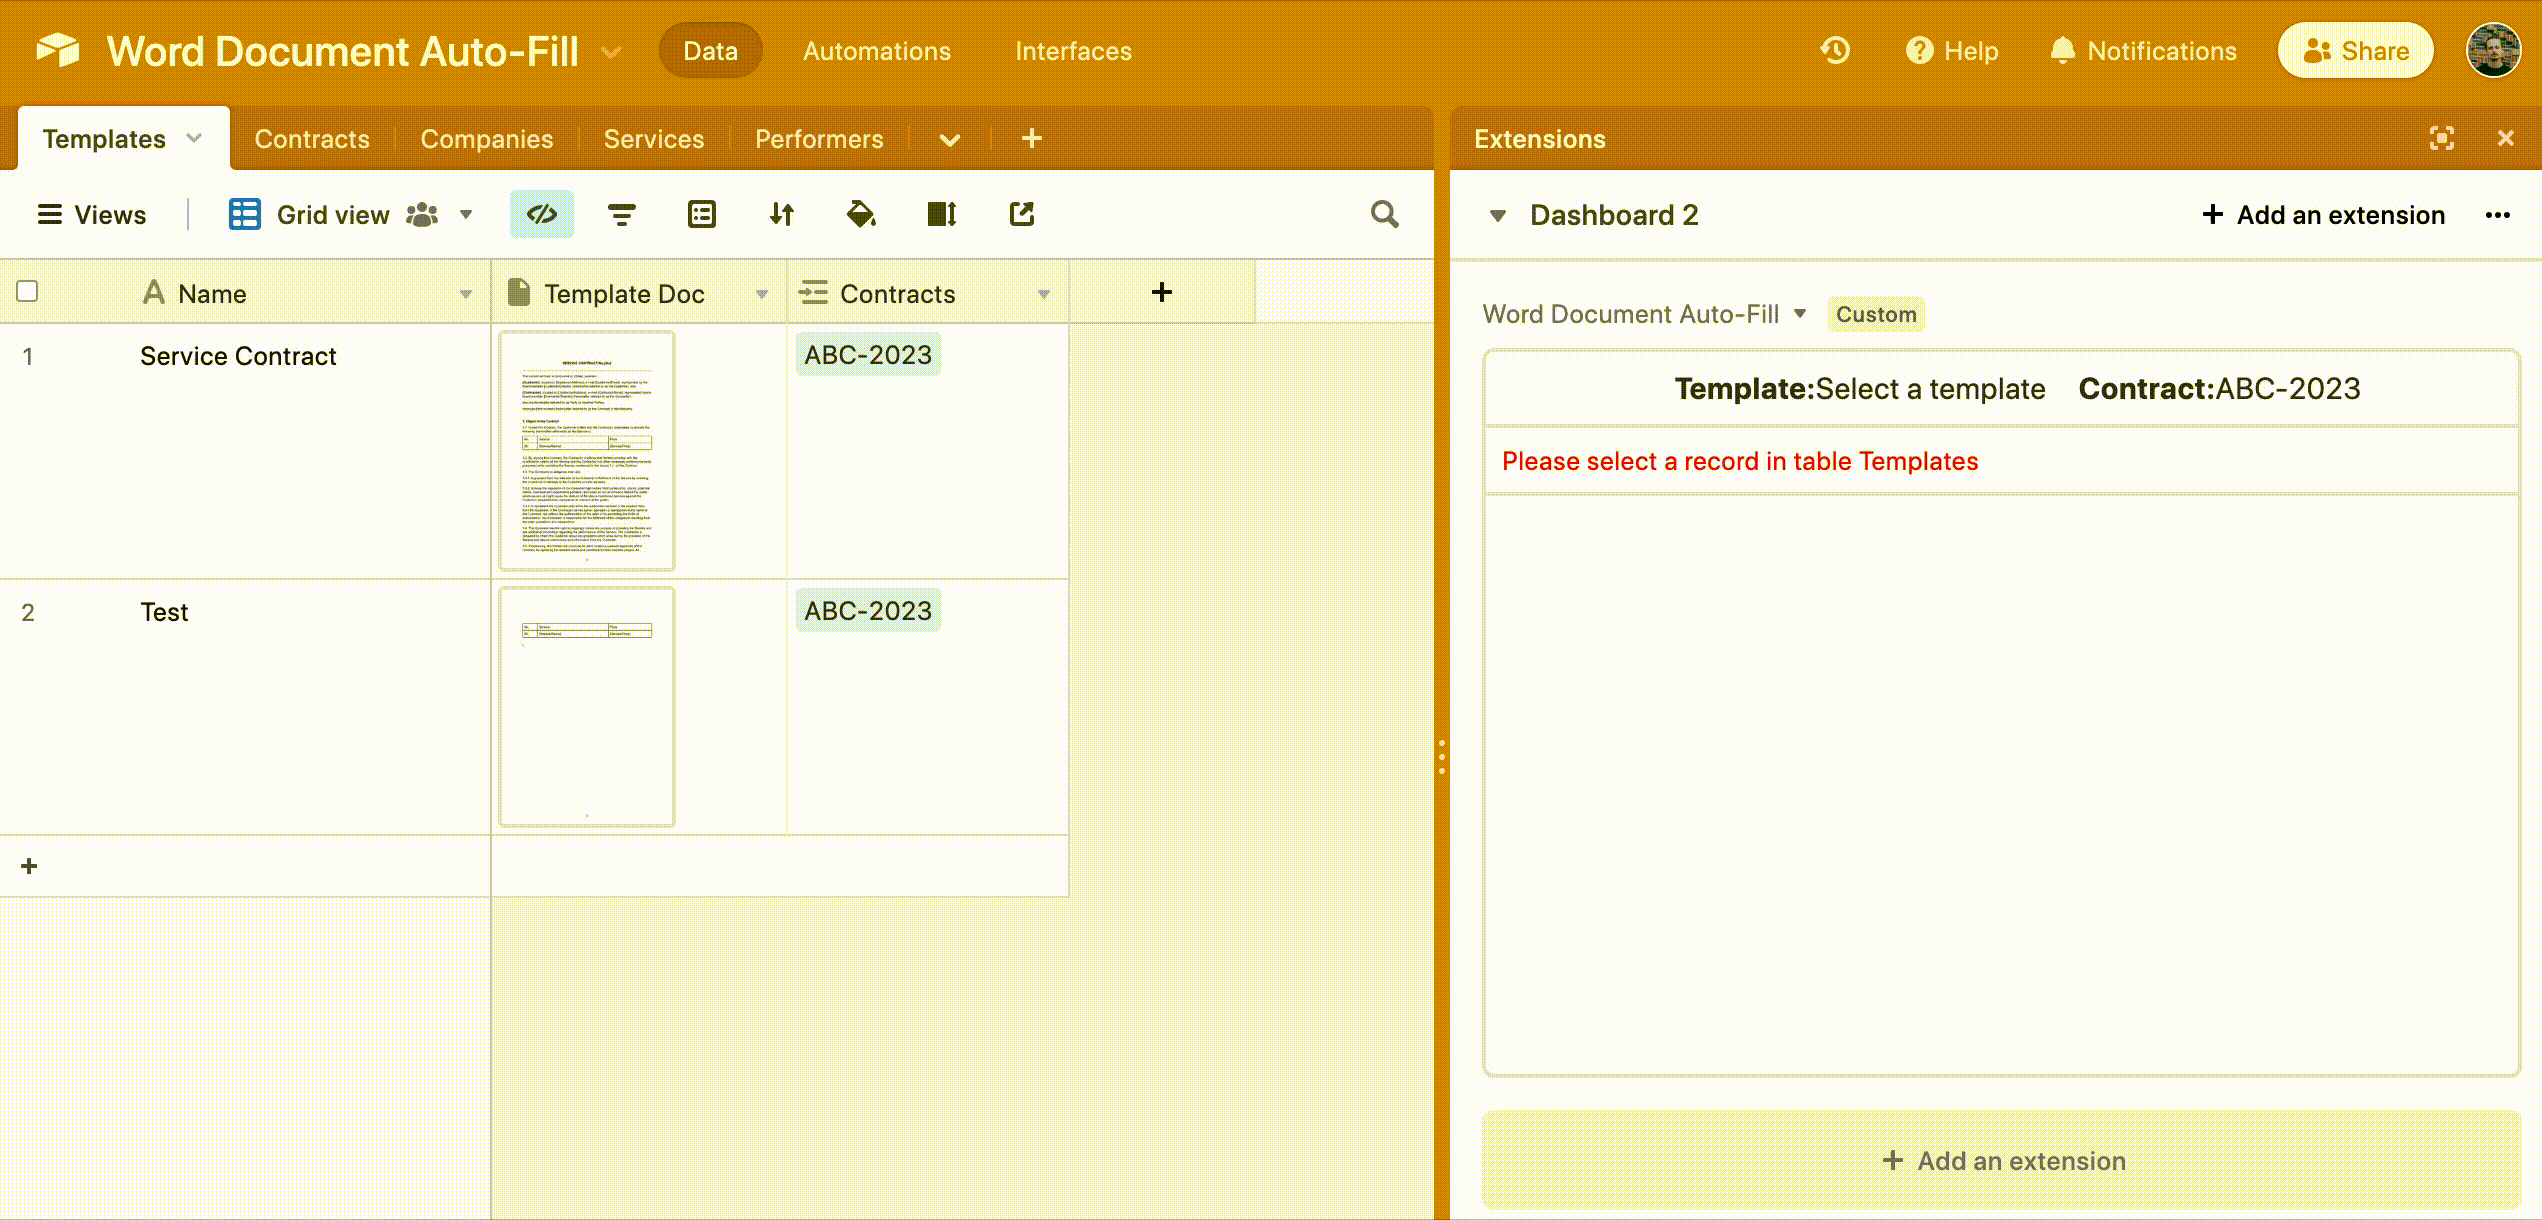 Word Document Auto-Fill
Data
Automations
Interfaces
Help
Notifications
Share
Templates
Contracts
Companies
Services
Performers
Extensions
Views
Grid view
Dashboard 2
Add an extension
Name
Template Doc
Contracts
Word Document Auto-Fill
Custom
1
Service Contract
ABC-2023
Template:Select a template Contract:ABC-2023
Please select a record in table Templates
2
Test
ABC-2023
Add an extension